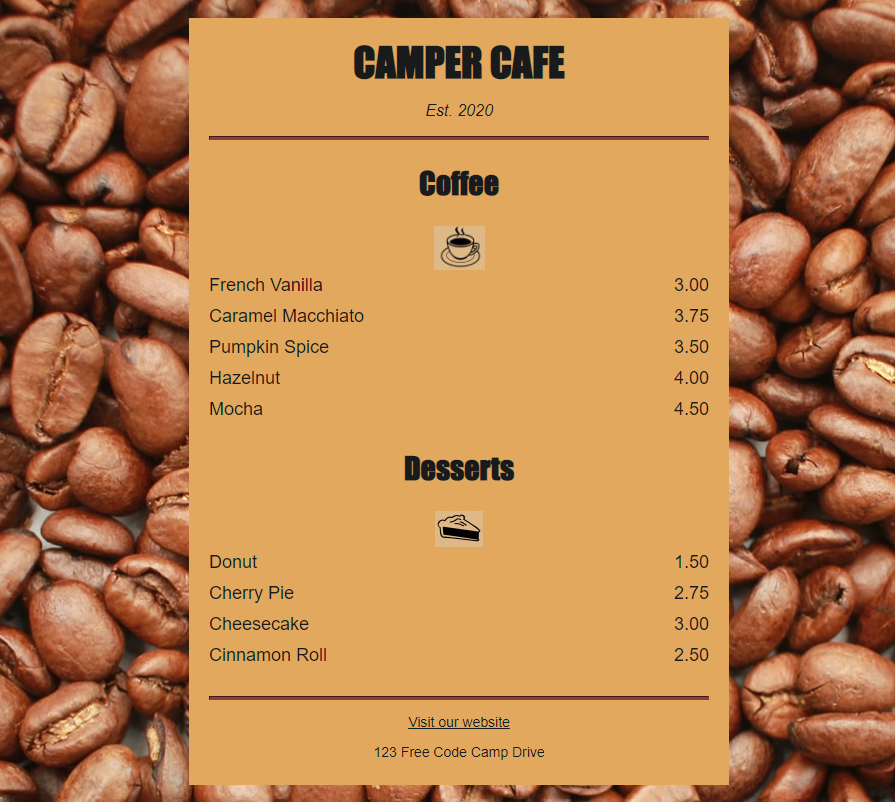 CAMPER CAFE
Est. 2020
Coffee
French Vanilla 3.00
Caramel Macchiato 3.75
Pumpkin Spice 3.50
Hazelnut 4.00
Mocha 4.50
Desserts
Donut 1.50
Cherry Pie 2.75
Cheesecake 3.00
Cinnamon Roll 2.50
Visit our website
123 Free Code Camp Drive